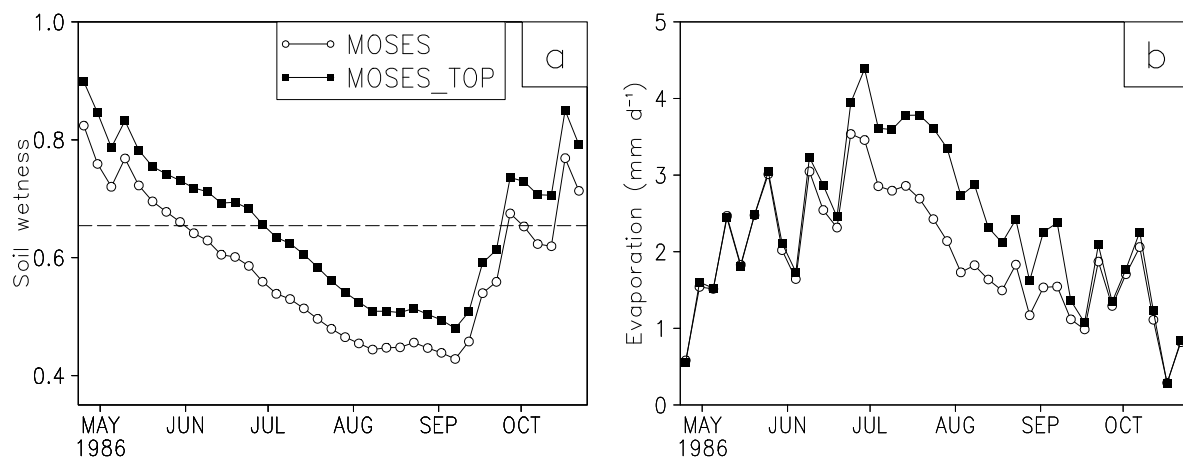 1.0
0.8
0.6
0.4
Soil wetness
MOSES
MOSES_TOP
a
MAY JUN JUL AUG SEP OCT
1986
5
4
3
2
1
0
Evaporation (mm d⁻¹)
b
MAY JUN JUL AUG SEP OCT
1986